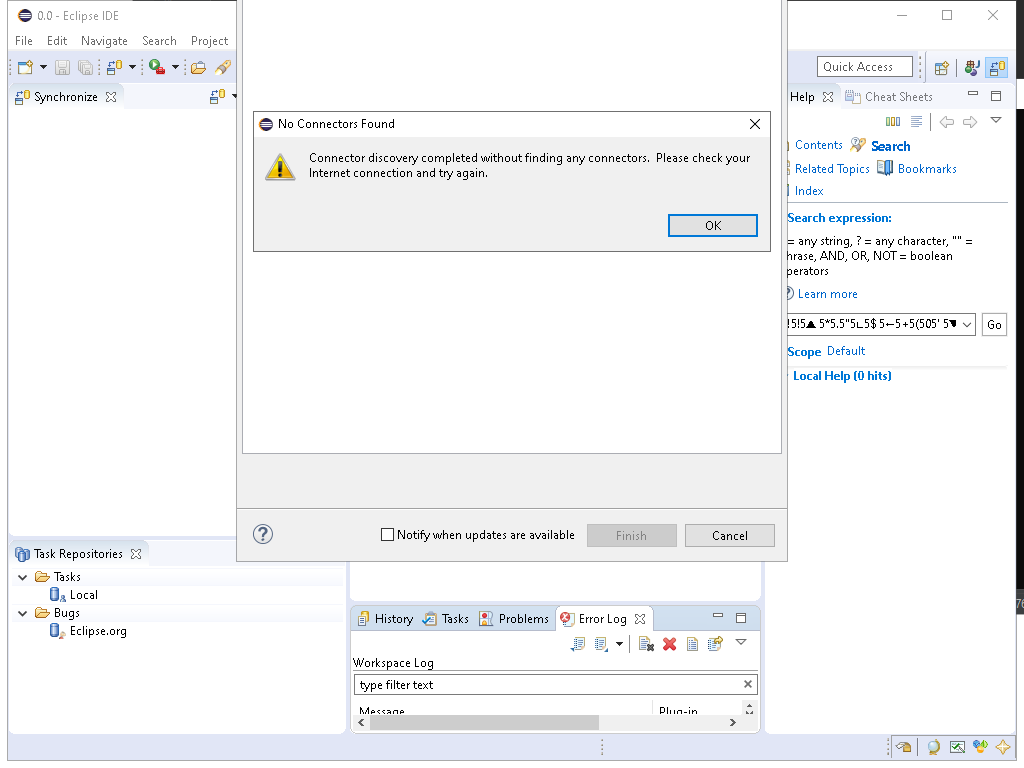 0.0 - Eclipse IDE
File Edit Navigate Search Project
Quick Access
Synchronize
Help Cheat Sheets
No Connectors Found
Connector discovery completed without finding any connectors. Please check your
Internet connection and try again.
OK
Contents Search
Related Topics Bookmarks
Index
Search expression:
= any string, ? = any character, "" =
hrase, AND, OR, NOT = boolean
perators
Learn more
Go
Scope Default
Local Help (0 hits)
Notify when updates are available Finish Cancel
Task Repositories
Tasks
Local
Bugs
Eclipse.org
History Tasks Problems Error Log
Workspace Log
type filter text
Message Plug-in